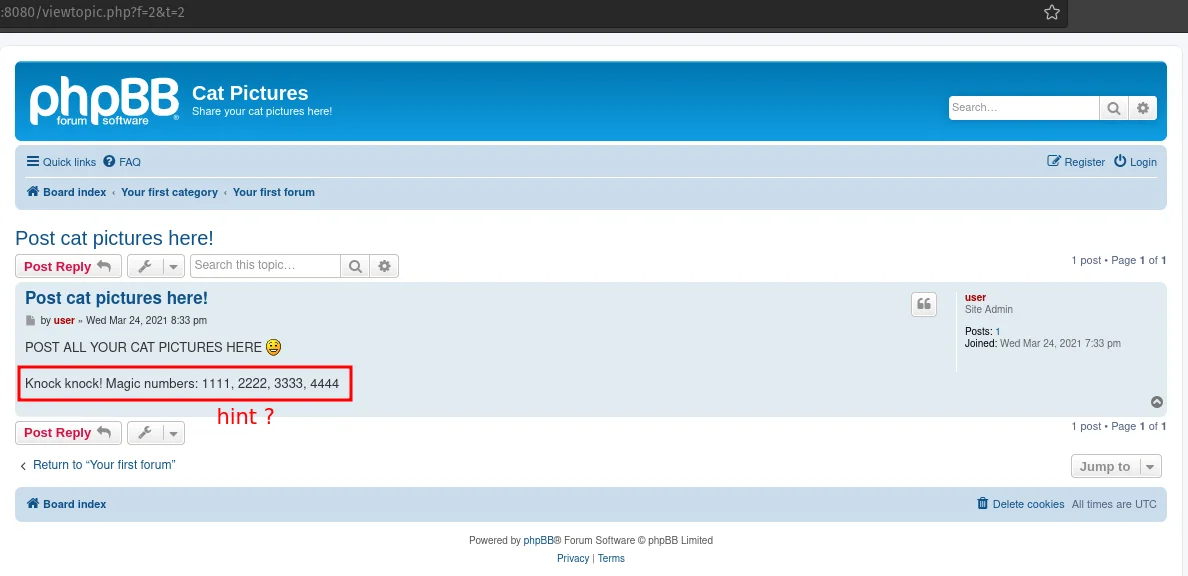 :8080/viewtopic.php?f=2&t=2
phpBB
forum software
®
Cat Pictures
Share your cat pictures here!
Search…
Quick links FAQ
Register Login
Board index ‹ Your first category ‹ Your first forum
Post cat pictures here!
Post Reply
Search this topic…
1 post • Page 1 of 1
Post cat pictures here!
by user » Wed Mar 24, 2021 8:33 pm
POST ALL YOUR CAT PICTURES HERE
Knock knock! Magic numbers: 1111, 2222, 3333, 4444
user
Site Admin
Posts: 1
Joined: Wed Mar 24, 2021 7:33 pm
hint ?
Post Reply
1 post • Page 1 of 1
Return to “Your first forum”
Jump to
Board index
Delete cookies All times are UTC
Powered by phpBB® Forum Software © phpBB Limited
Privacy | Terms